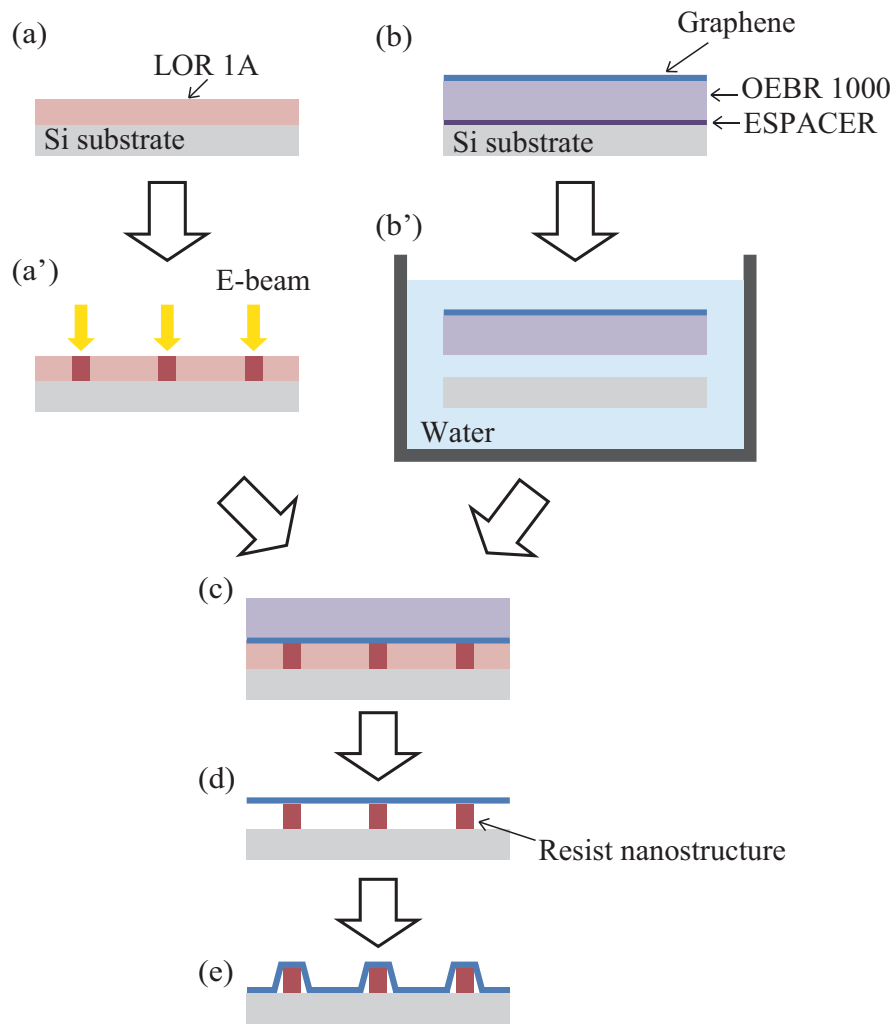 (a)
LOR 1A
Si substrate
(b)
Graphene
OEBR 1000
ESPACER
Si substrate
(a’)
E-beam
(b’)
Water
(c)
(d)
Resist nanostructure
(e)